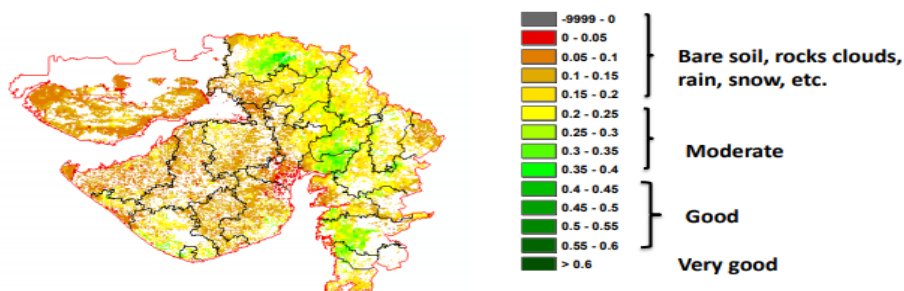 -9999 - 0
0 - 0.05
0.05 - 0.1
0.1 - 0.15
0.15 - 0.2
0.2 - 0.25
0.25 - 0.3
0.3 - 0.35
0.35 - 0.4
0.4 - 0.45
0.45 - 0.5
0.5 - 0.55
0.55 - 0.6
> 0.6
Bare soil, rocks clouds,
rain, snow, etc.
Moderate
Good
Very good